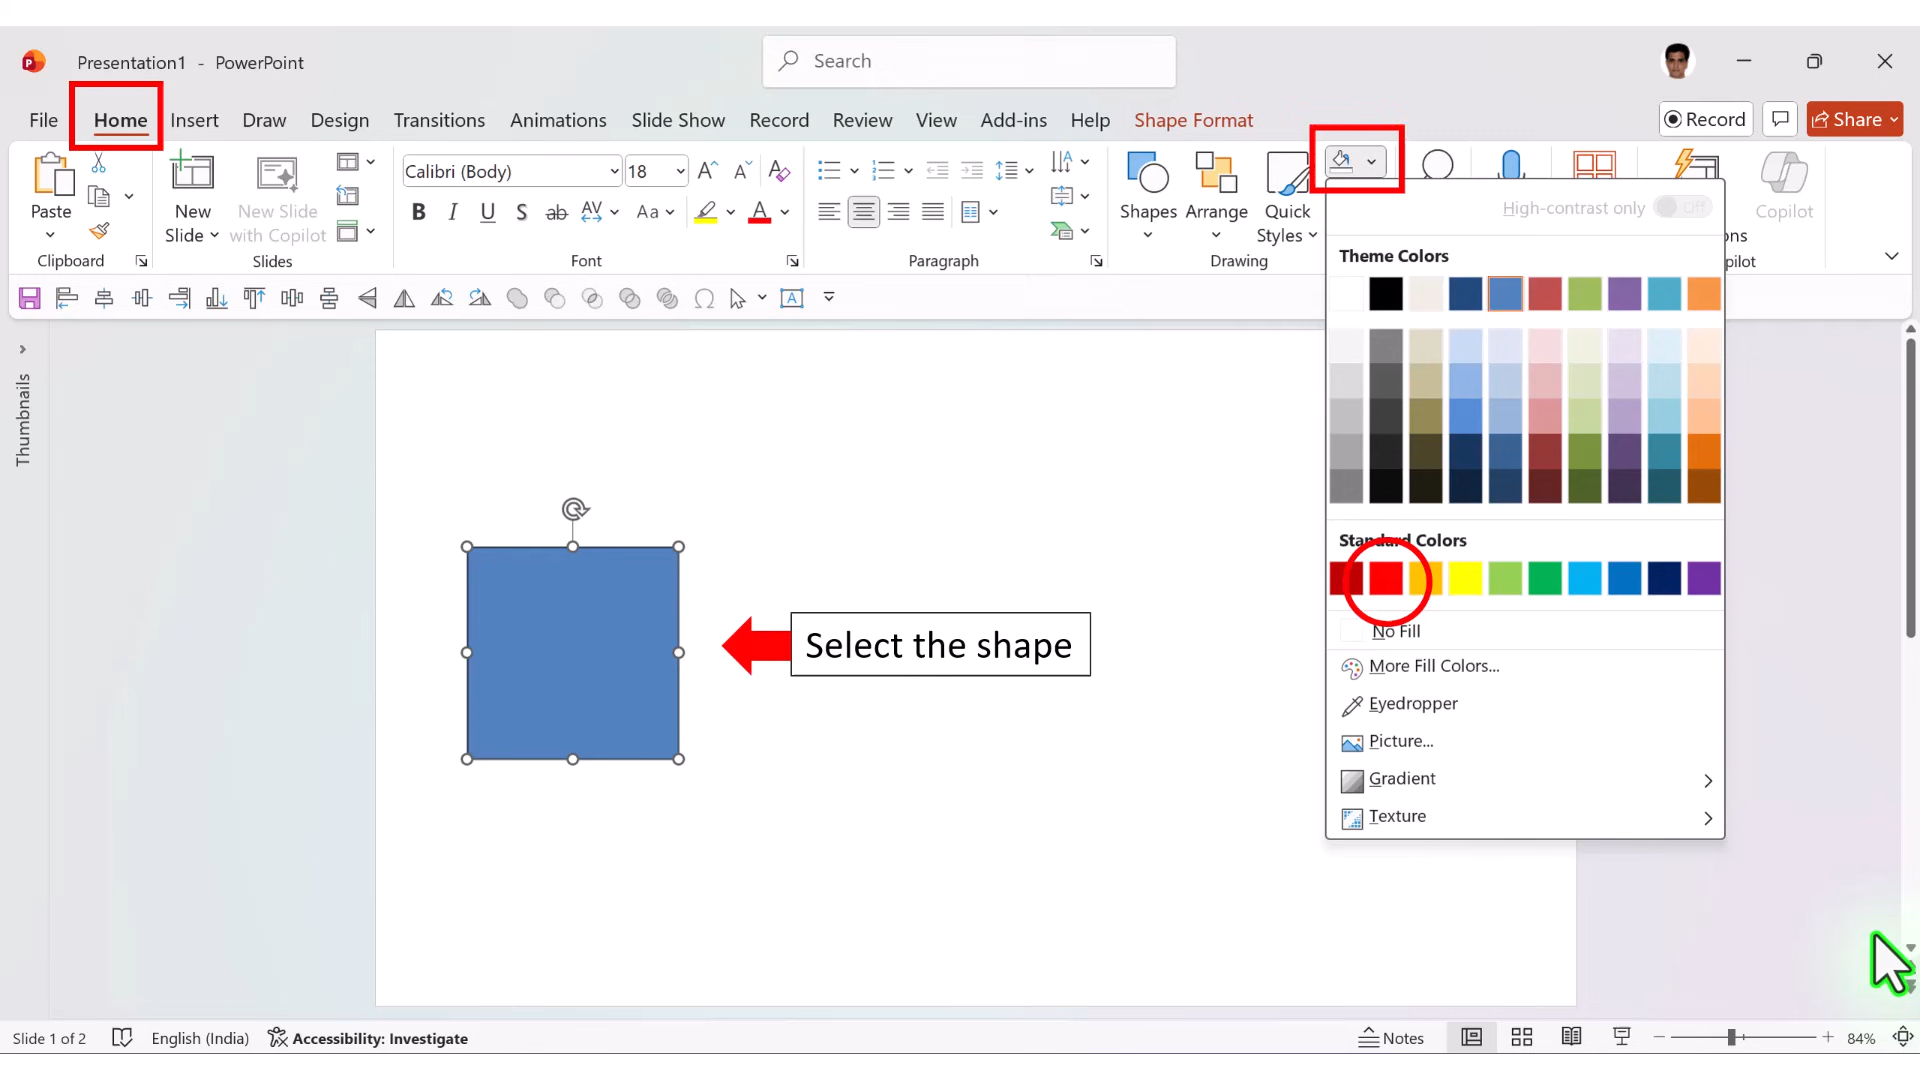 Presentation1 - PowerPoint
Search
File Home Insert Draw Design Transitions Animations Slide Show Record Review View Add-ins Help Shape Format
Record
Share
Paste
Clipboard
New
Slide
New Slide
with Copilot
Slides
Calibri (Body)
18
B I U S ab AV Aa A
Font
Paragraph
Shapes
Arrange
Quick
Styles
Drawing
Copilot
High-contrast only
Off
Theme Colors
Standard Colors
No Fill
More Fill Colors...
Eyedropper
Picture...
Gradient
Texture
Thumbnails
Select the shape
Slide 1 of 2
English (India)
Accessibility: Investigate
Notes
84%